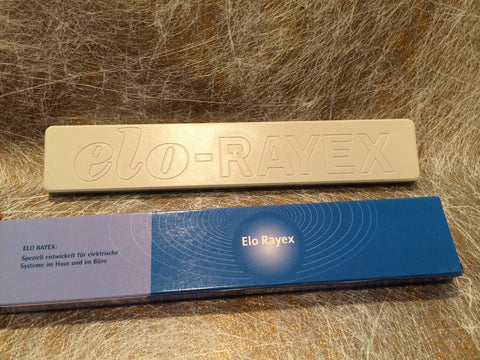 elo-RAYEX
ELO RAYEX:
Speziell entwickelt für elektrische
Systeme im Haus und im Büro
Elo Rayex